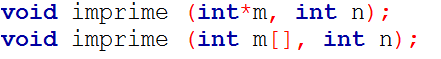 void imprime (int*m, int n);
void imprime (int m[], int n);